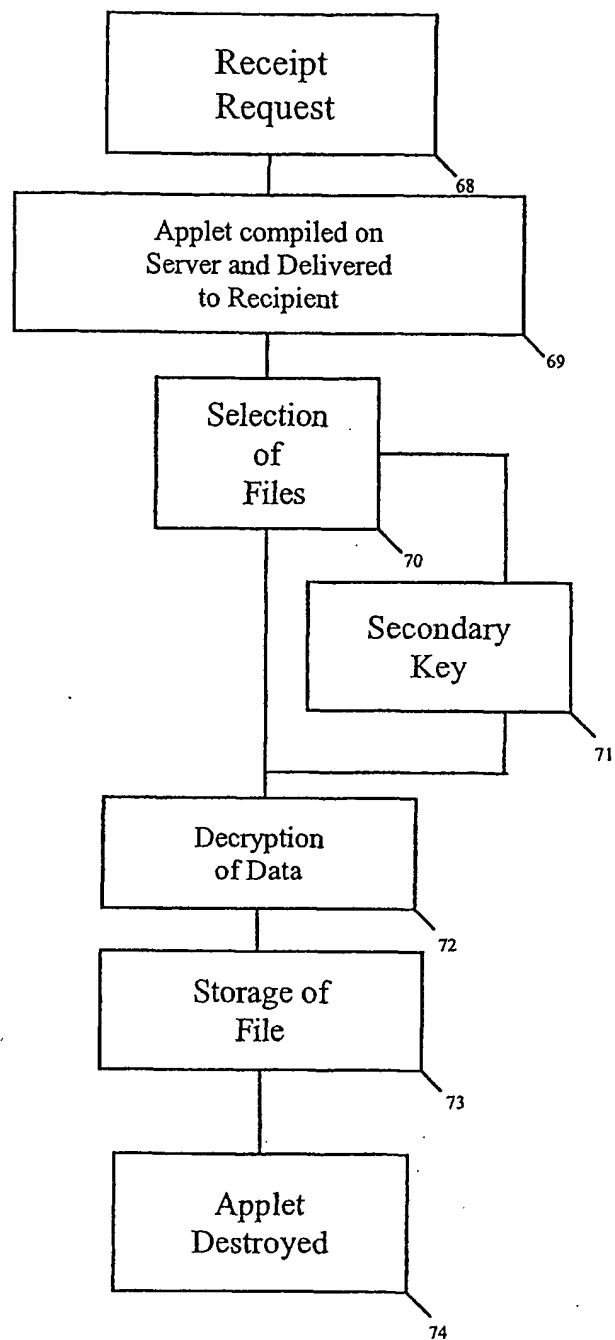 Receipt
Request
68
Applet compiled on
Server and Delivered
to Recipient
69
Selection
of
Files
70
Secondary
Key
71
Decryption
of Data
72
Storage of
File
73
Applet
Destroyed
74